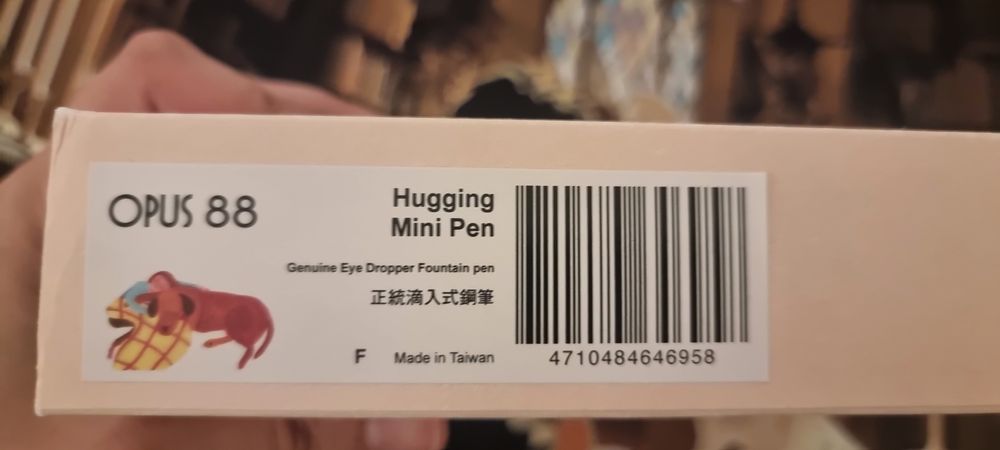 OPUS 88
Hugging
Mini Pen
Genuine Eye Dropper Fountain pen
正統滴入式鋼筆
F Made in Taiwan
4710484646958